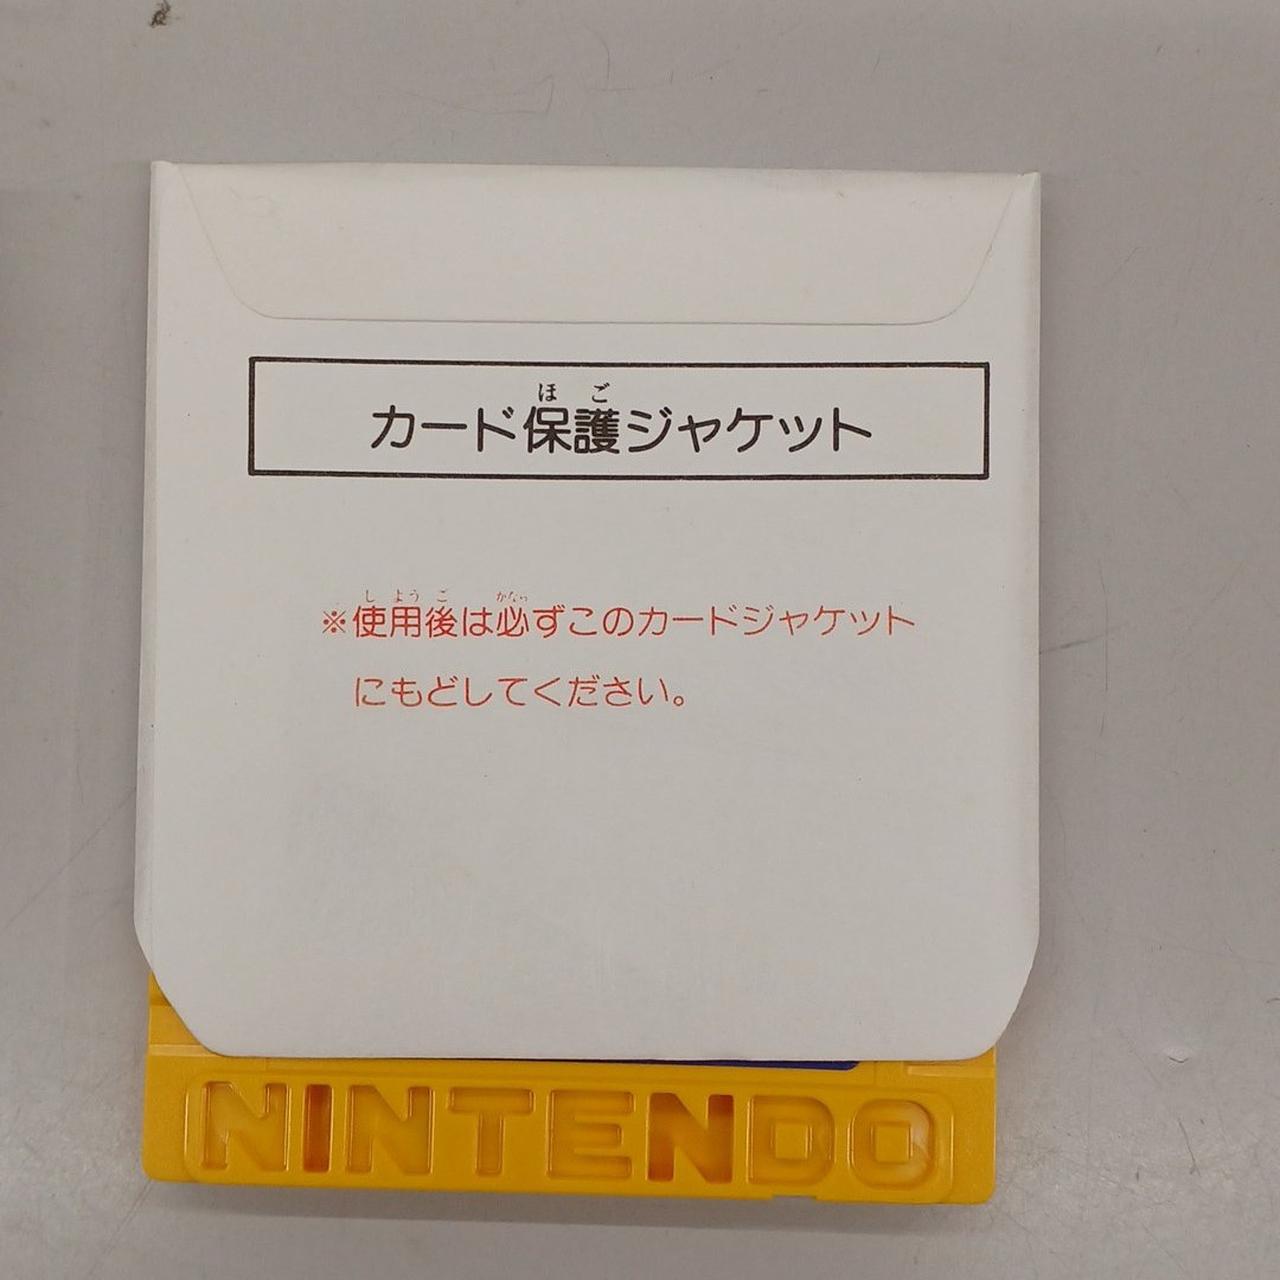 ほご
カード保護ジャケット
しようご かなら
※使用後は必ずこのカードジャケット
にもどしてください。
NINTENDO